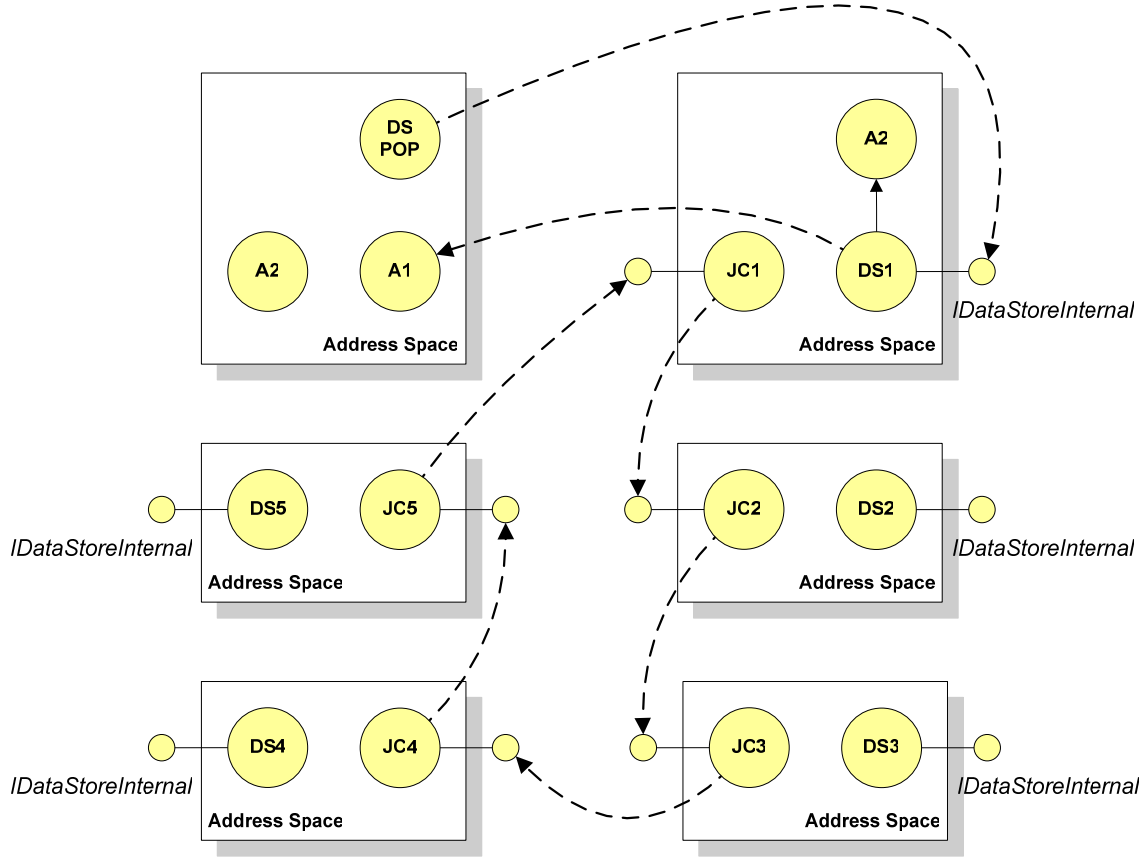 DS
POP
A2
A1
Address Space
A2
JC1
DS1
IDataStoreInternal
Address Space
DS5
JC5
IDataStoreInternal
Address Space
JC2
DS2
IDataStoreInternal
Address Space
DS4
JC4
IDataStoreInternal
Address Space
JC3
DS3
IDataStoreInternal
Address Space